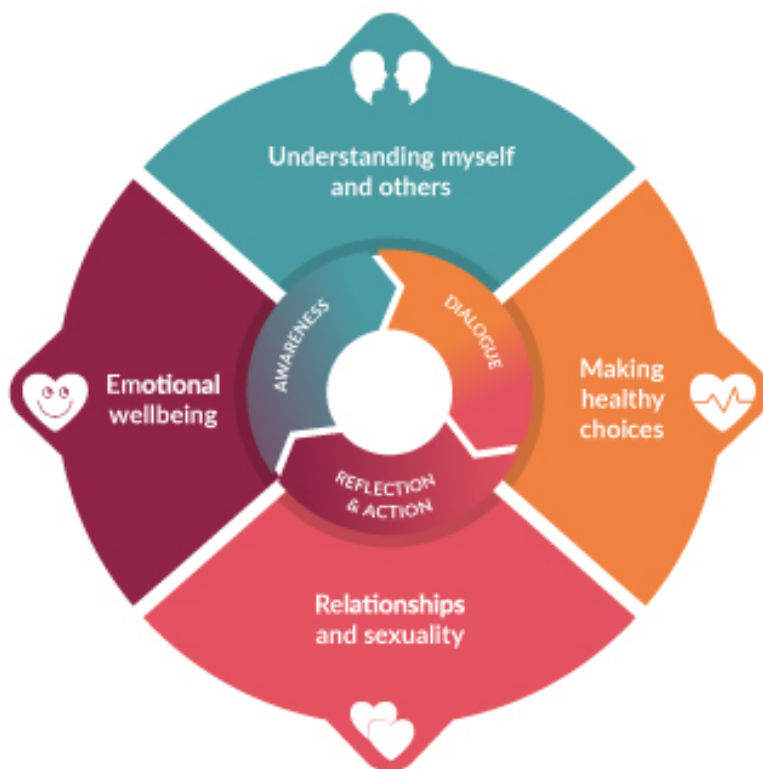 Understanding myself
and others
AWARENESS
DIALOGUE
Emotional
wellbeing
Making
healthy
choices
REFLECTION
& ACTION
Relationships
and sexuality